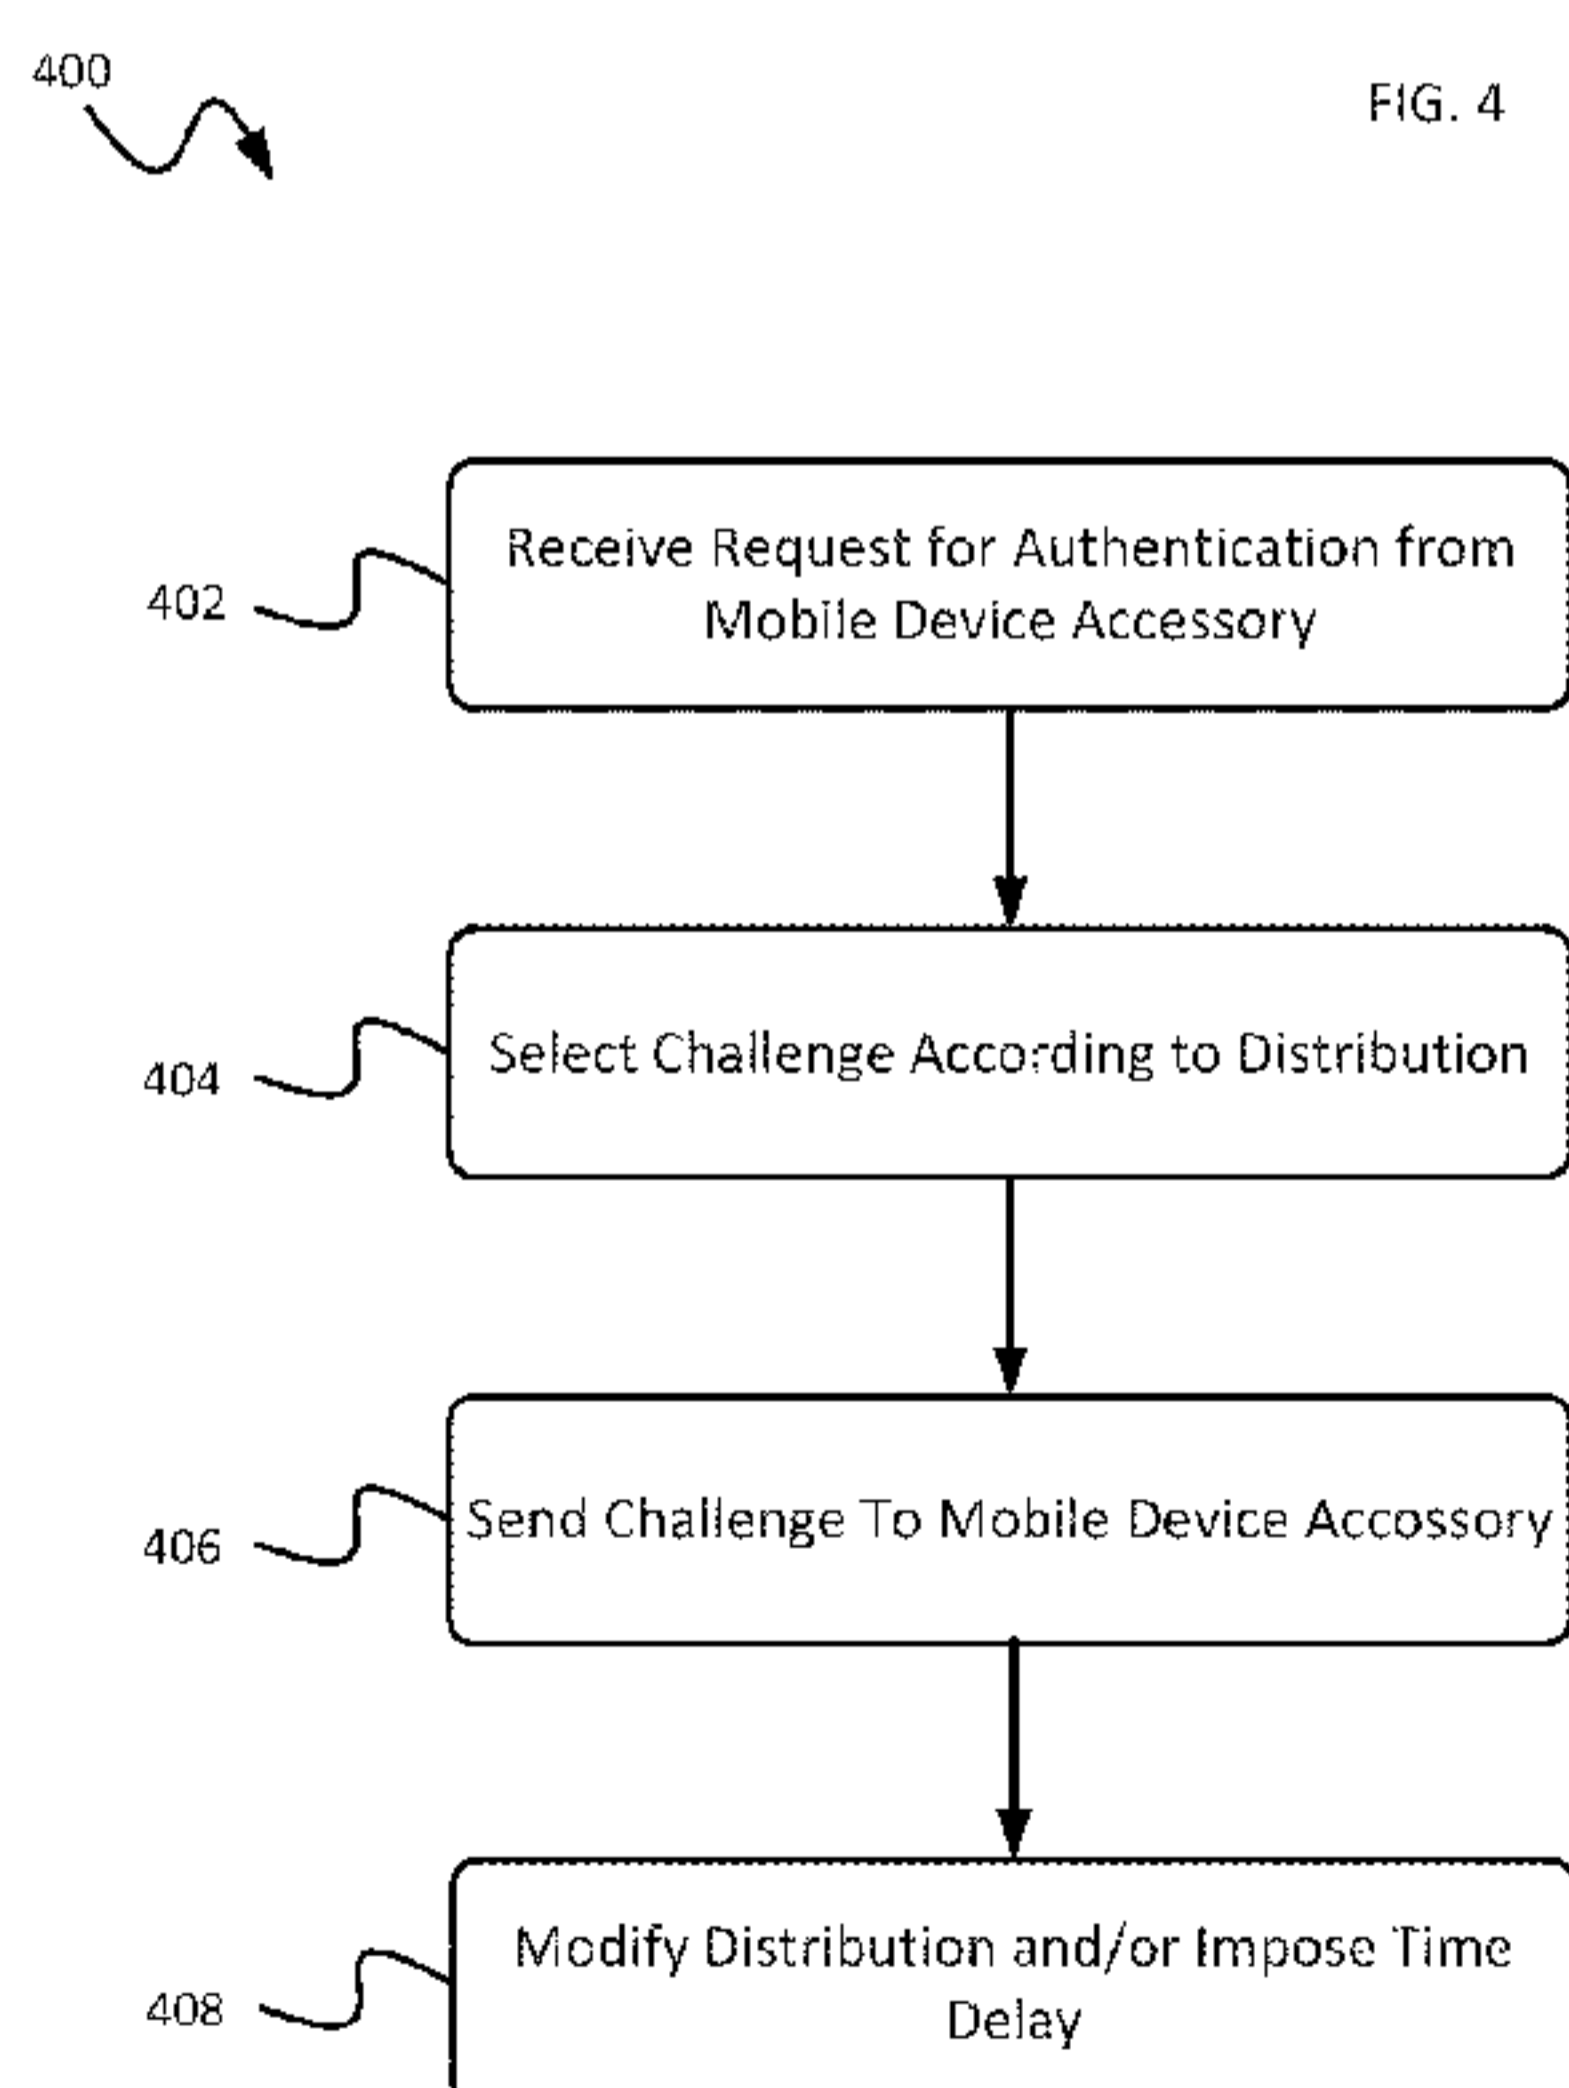 400
FIG. 4
Receive Request for Authentication from
Mobile Device Accessory
402
Select Challenge According to Distribution
404
Send Challenge To Mobile Device Accossory
406
Modify Distribution and/or Impose Time
Delay
408